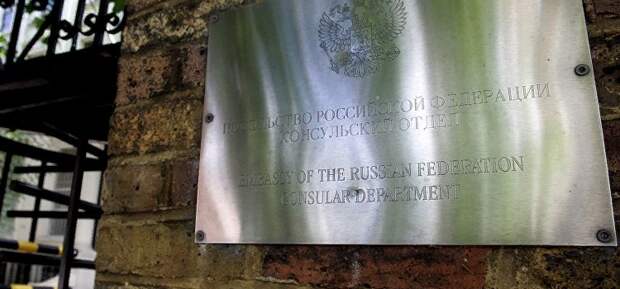 ПОСОЛЬСТВО РОССИЙСКОЙ ФЕДЕРАЦИИ
КОНСУЛЬСКИЙ ОТДЕЛ
EMBASSY OF THE RUSSIAN FEDERATION
CONSULAR DEPARTMENT